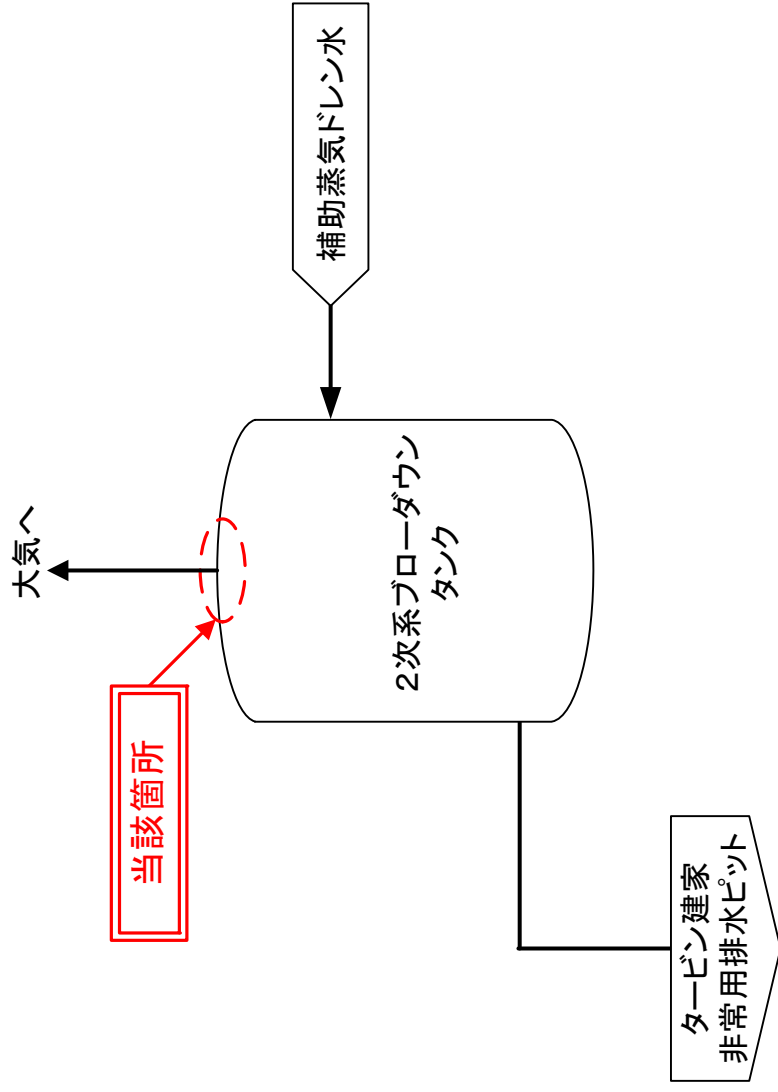 大気へ
当該箇所
補助蒸気ドレン水
2次系ブローダウン
タンク
タービン建家
非常用排水ピット